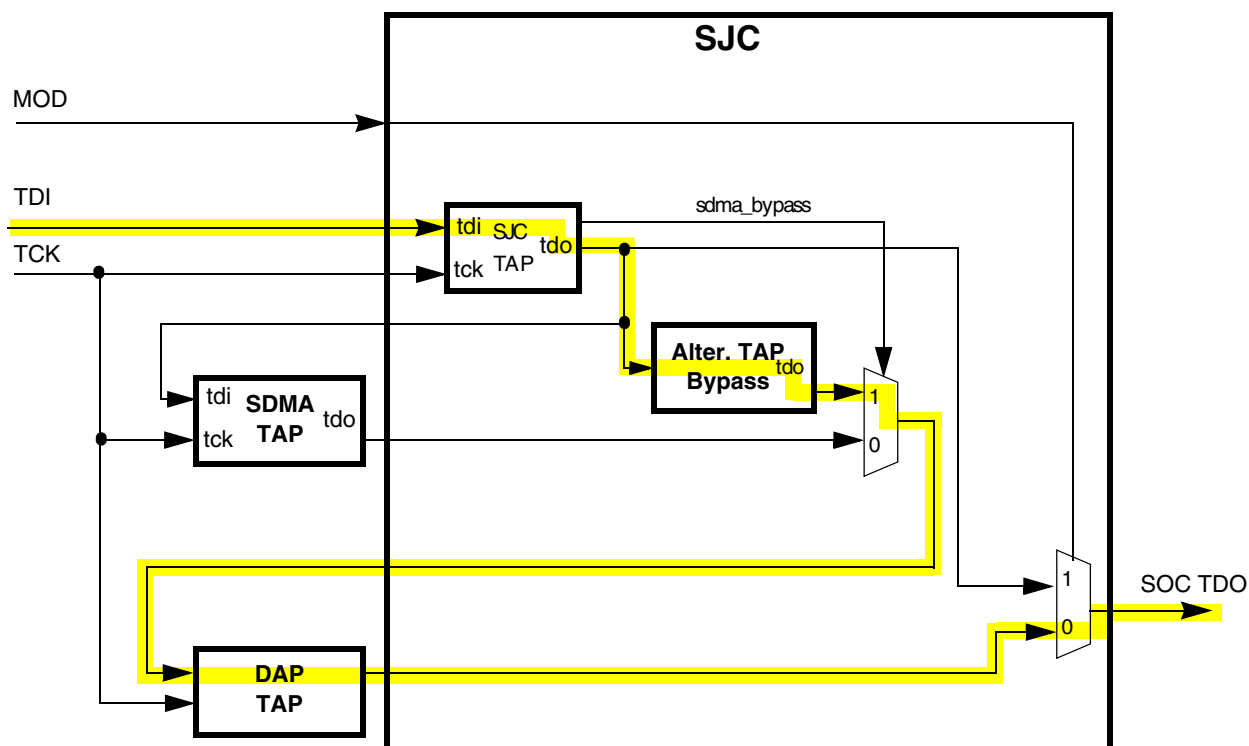 SJC
MOD
TDI
sdma_bypass
tdi
SJC
tdo
TCK
tck
TAP
Alter. TAP
tdo
Bypass
1
tdi
SDMA
tdo
tck
TAP
0
1
SOC TDO
0
DAP
TAP